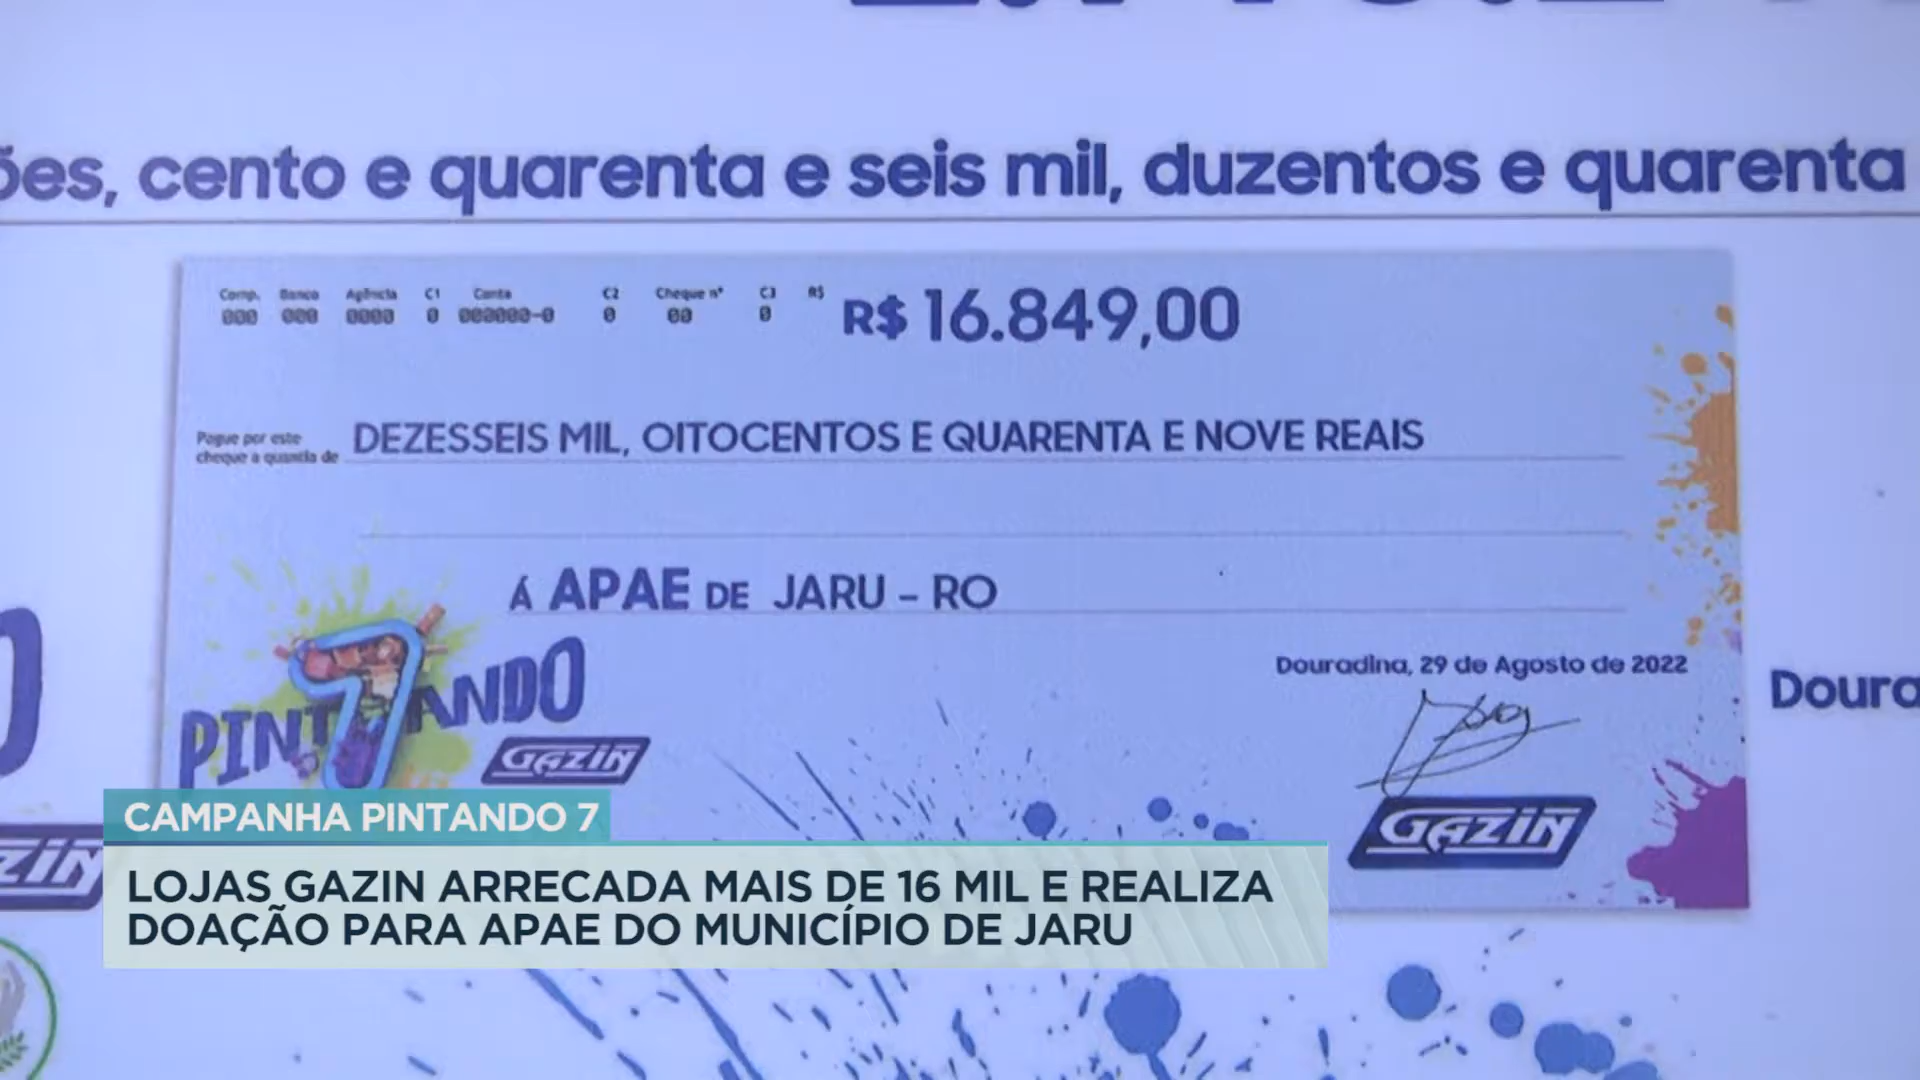 ões, cento e quarenta e seis mil, duzentos e quarenta
Comp. Banco Agência C1 Conta C2 Cheque nº C3 R$
000 000 0000 0 000000-0 0 00 0
R$ 16.849,00
Pague por este
cheque a quantia de
DEZESSEIS MIL, OITOCENTOS E QUARENTA E NOVE REAIS
Á APAE DE JARU - RO
Douradina, 29 de Agosto de 2022
Doura
PINTANDO
7
GAZIN
GAZIN
ZIN
CAMPANHA PINTANDO 7
LOJAS GAZIN ARRECADA MAIS DE 16 MIL E REALIZA
DOAÇÃO PARA APAE DO MUNICÍPIO DE JARU